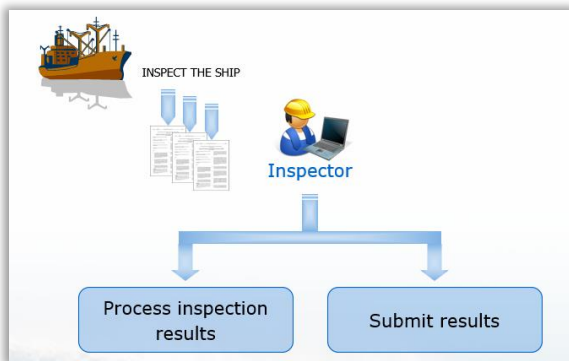 INSPECT THE SHIP
Inspector
Process inspection
results
Submit results